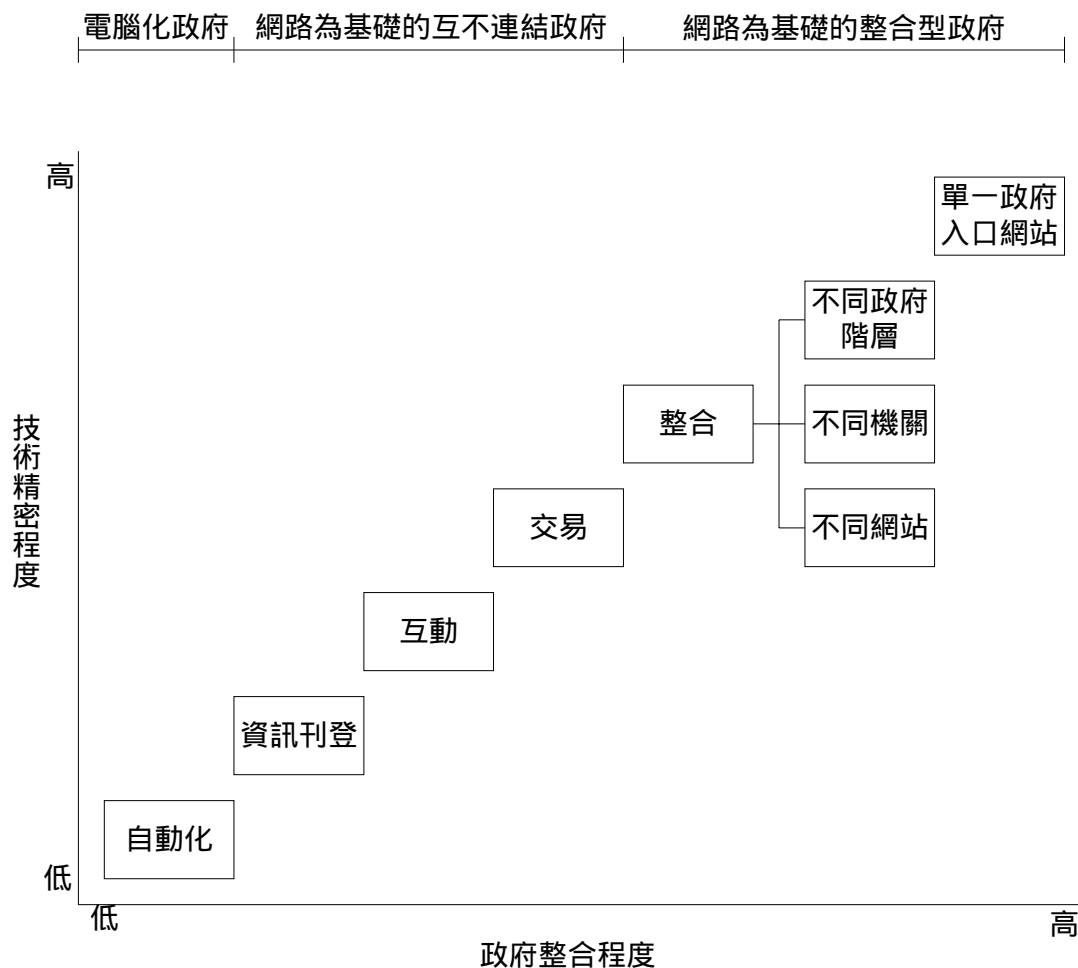 電腦化政府
網路為基礎的互不連結政府
網路為基礎的整合型政府
高
單一政府
入口網站
不同政府
階層
整合
不同機關
技術精密程度
交易
不同網站
互動
資訊刊登
自動化
低
低
高
政府整合程度